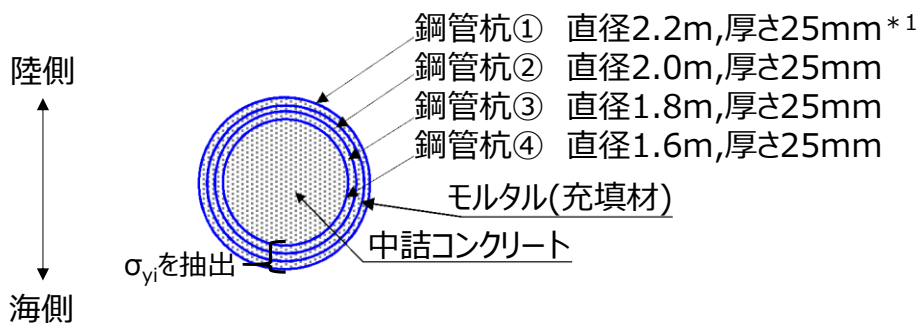 鋼管杭① 直径2.2m,厚さ25mm*1
鋼管杭② 直径2.0m,厚さ25mm
鋼管杭③ 直径1.8m,厚さ25mm
鋼管杭④ 直径1.6m,厚さ25mm
モルタル(充填材)
中詰コンクリート
σyiを抽出
陸側
海側